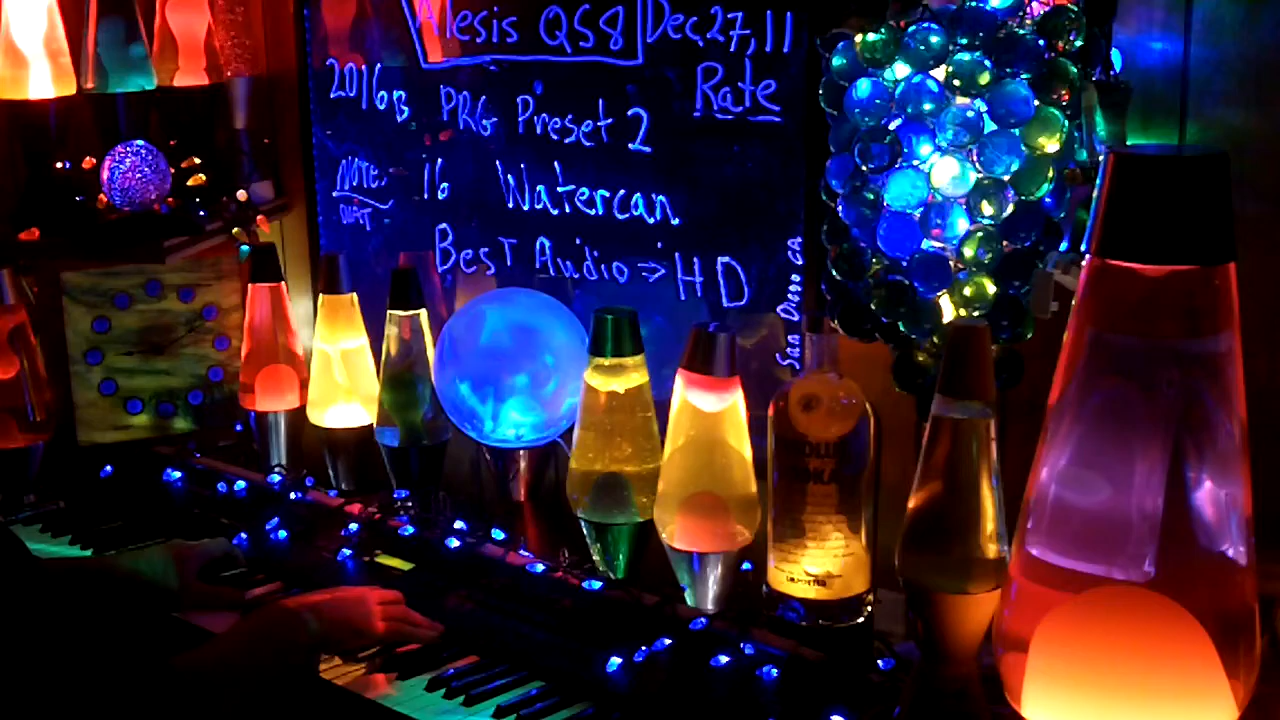 Alesis QS8
Dec,27,11
Rate
2016B
PRG Preset 2
NOTE,
16 Watercan
Best Audio ⇒ HD
San Diego CA